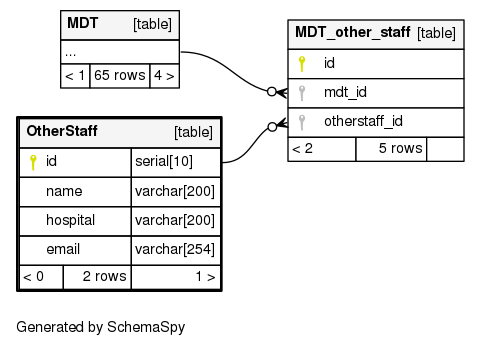 MDT [table]
...
< 1 65 rows 4 >
MDT_other_staff [table]
id
mdt_id
otherstaff_id
< 2 5 rows
OtherStaff [table]
id serial[10]
name varchar[200]
hospital varchar[200]
email varchar[254]
< 0 2 rows 1 >
Generated by SchemaSpy